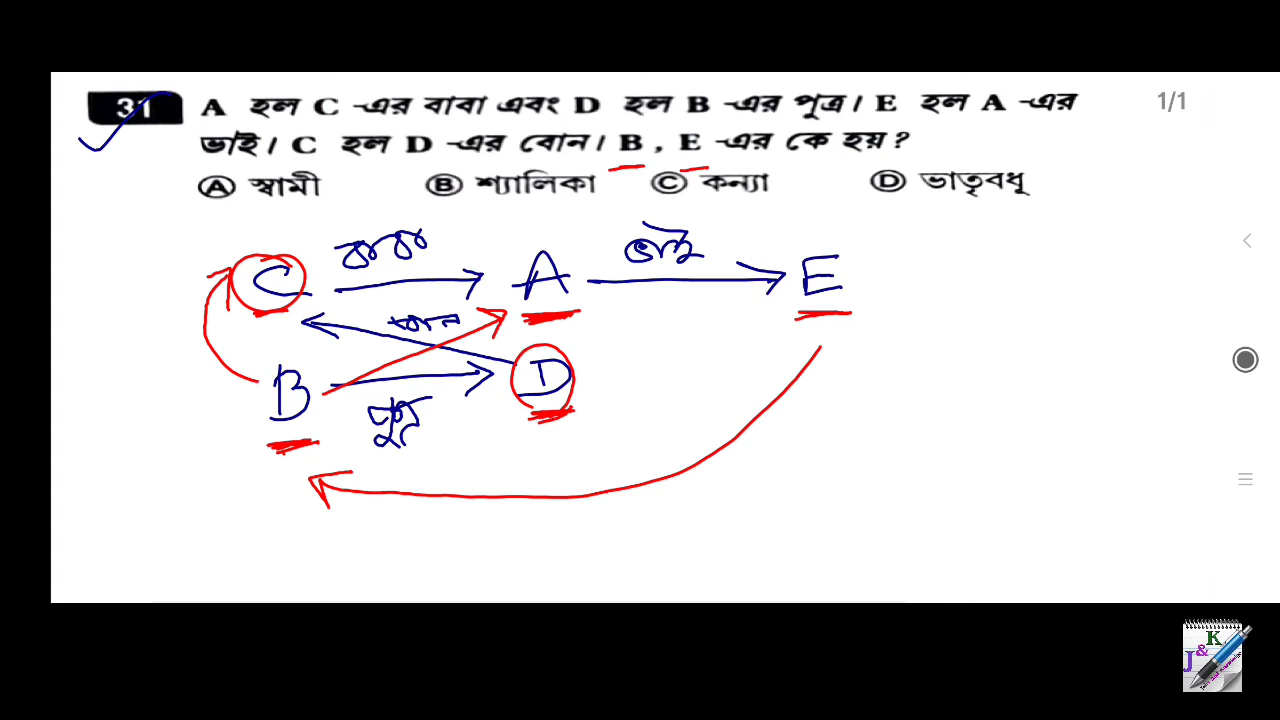 31 A হল C -এর বাবা এবং D হল B -এর পুত্র। E হল A -এর 1/1
ভাই। C হল D -এর বোন। B , E -এর কে হয় ?
A স্বামী B শ্যালিকা C কন্যা D ভাতৃবধূ
বাবা ভাই
C A E
বোন
B D
পুত্র
J & K